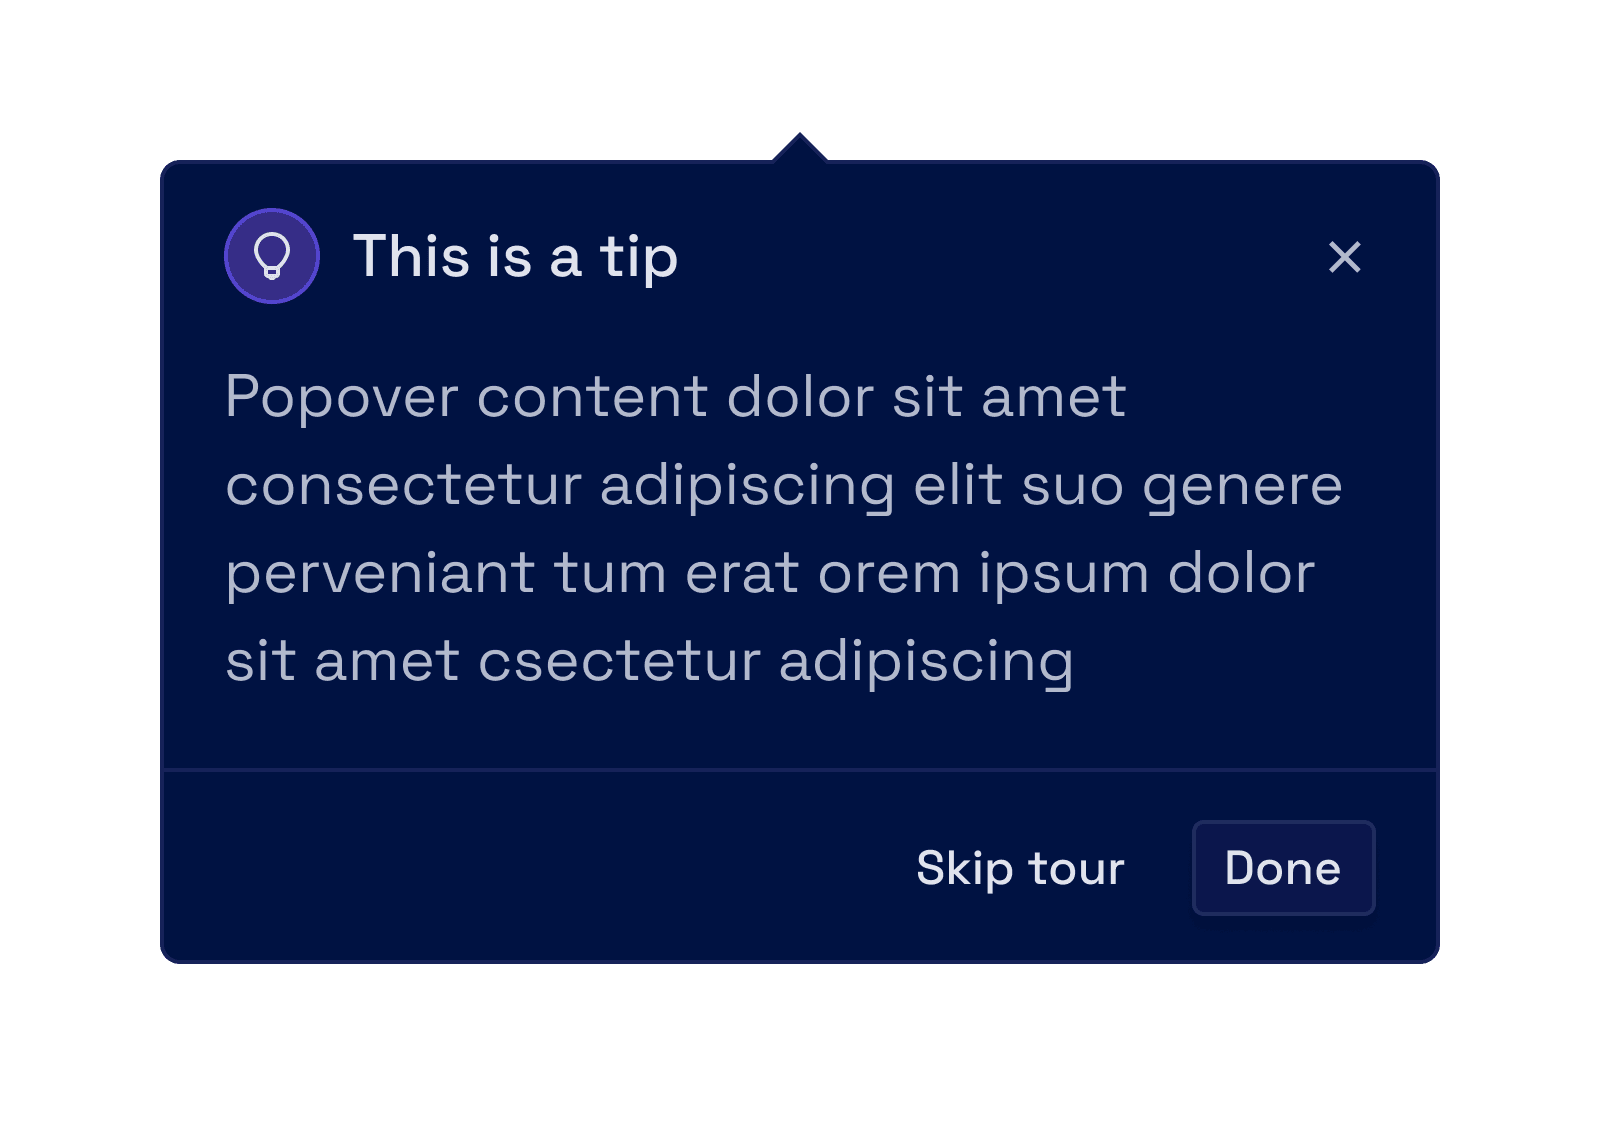 This is a tip
Popover content dolor sit amet
consectetur adipiscing elit suo genere
perveniant tum erat orem ipsum dolor
sit amet csectetur adipiscing
Skip tour
Done